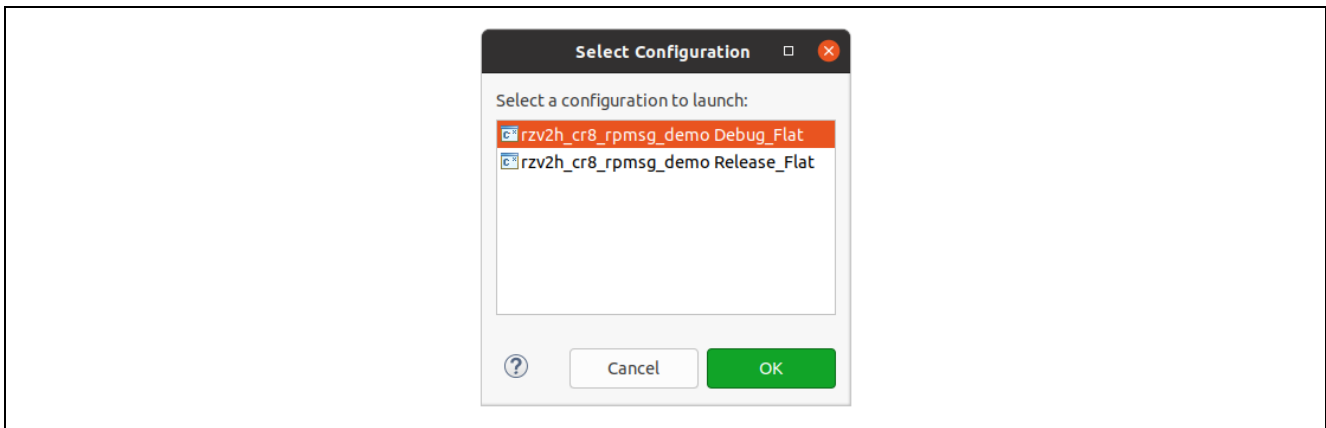 Select Configuration
Select a configuration to launch:
rzv2h_cr8_rpmsg_demo Debug_Flat
rzv2h_cr8_rpmsg_demo Release_Flat
? Cancel OK